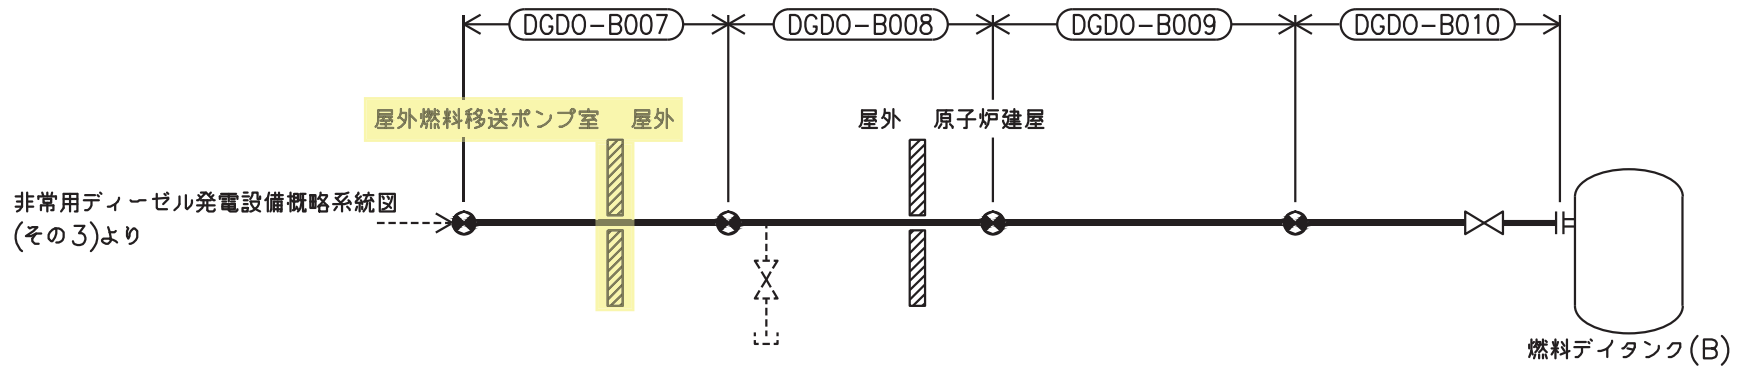 DGDO-B007 DGDO-B008 DGDO-B009 DGDO-B010
屋外燃料移送ポンプ室 屋外 屋外 原子炉建屋
非常用ディーゼル発電設備概略系統図
(その3)より
燃料デイタンク(B)